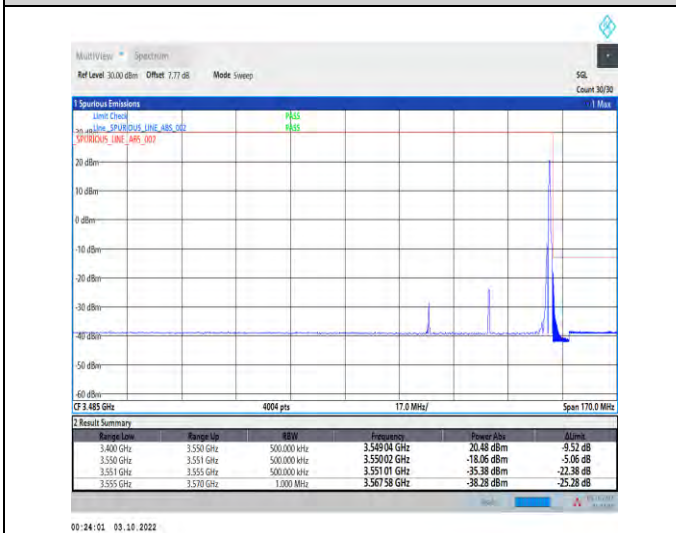 MultiView Spectrum
Ref Level 30.00 dBm Offset 7.77 dB Mode Sweep SGL
Count 30/30
1 Spurious Emissions 1 Max
Limit Check PASS
Line _SPURIOUS_LINE_ABS_002 PASS
_SPURIOUS_LINE_ABS_002
20 dBm
10 dBm
0 dBm
-10 dBm
-20 dBm
-30 dBm
-40 dBm
-50 dBm
-60 dBm
CF 3.485 GHz 4004 pts 17.0 MHz/ Span 170.0 MHz
2 Result Summary
Range Low Range Up RBW Frequency Power Abs ΔLimit
3.400 GHz 3.550 GHz 500.000 kHz 3.54904 GHz 20.48 dBm -9.52 dB
3.550 GHz 3.551 GHz 500.000 kHz 3.55002 GHz -18.06 dBm -5.06 dB
3.551 GHz 3.555 GHz 500.000 kHz 3.55101 GHz -35.38 dBm -22.38 dB
3.555 GHz 3.570 GHz 1.000 MHz 3.56758 GHz -38.28 dBm -25.28 dB
00:24:01 03.10.2022